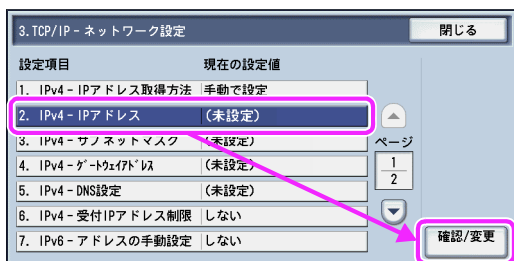 3.TCP/IP - ネットワーク設定
閉じる
設定項目 現在の設定値
1. IPv4 - IPアドレス取得方法 手動で設定
2. IPv4 - IPアドレス (未設定)
3. IPv4 - サブネットマスク (未設定)
4. IPv4 - ｹﾞｰﾄｳｪｲｱﾄﾞﾚｽ (未設定)
5. IPv4 - DNS設定 (未設定)
6. IPv4 - 受付IPアドレス制限 しない
7. IPv6 - アドレスの手動設定 しない
ページ
1
2
確認/変更